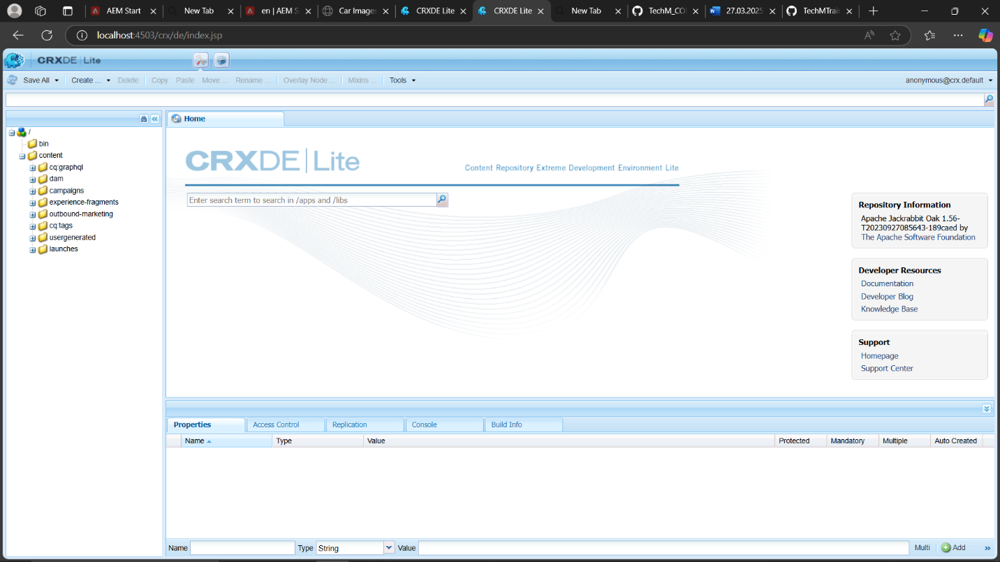 AEM Start
New Tab
en | AEM S
Car Images
CRXDE Lite
CRXDE Lite
New Tab
TechM_CO
27.03.2025
TechMTrai
localhost:4503/crx/de/index.jsp
CRXDE | Lite
Save All
Create ...
Delete
Copy
Paste
Move ...
Rename ...
Overlay Node ...
Mixins ...
Tools
anonymous@crx.default
/
bin
content
cq:graphql
dam
campaigns
experience-fragments
outbound-marketing
cq:tags
usergenerated
launches
Home
CRXDE | Lite
Content Repository Extreme Development Environment Lite
Enter search term to search in /apps and /libs
Repository Information
Apache Jackrabbit Oak 1.56-
T20230927085643-189caed by
The Apache Software Foundation
Developer Resources
Documentation
Developer Blog
Knowledge Base
Support
Homepage
Support Center
Properties
Access Control
Replication
Console
Build Info
Name
Type
Value
Protected
Mandatory
Multiple
Auto Created
Name
Type
String
Value
Multi
Add